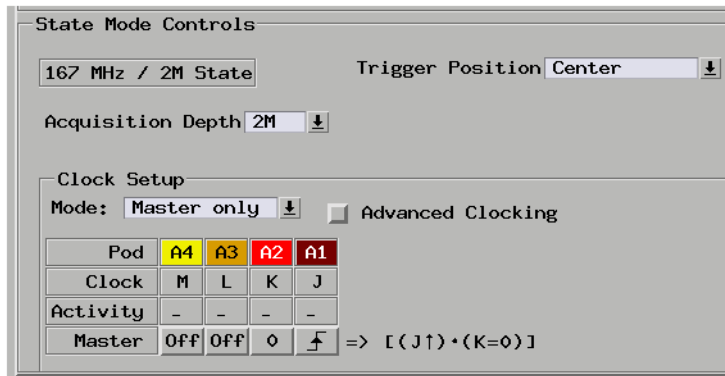 State Mode Controls
167 MHz / 2M State Trigger Position Center
Acquisition Depth 2M
Clock Setup
Mode: Master only Advanced Clocking
Pod A4 A3 A2 A1
Clock M L K J
Activity - - - -
Master Off Off 0 => [(J↑)·(K=0)]